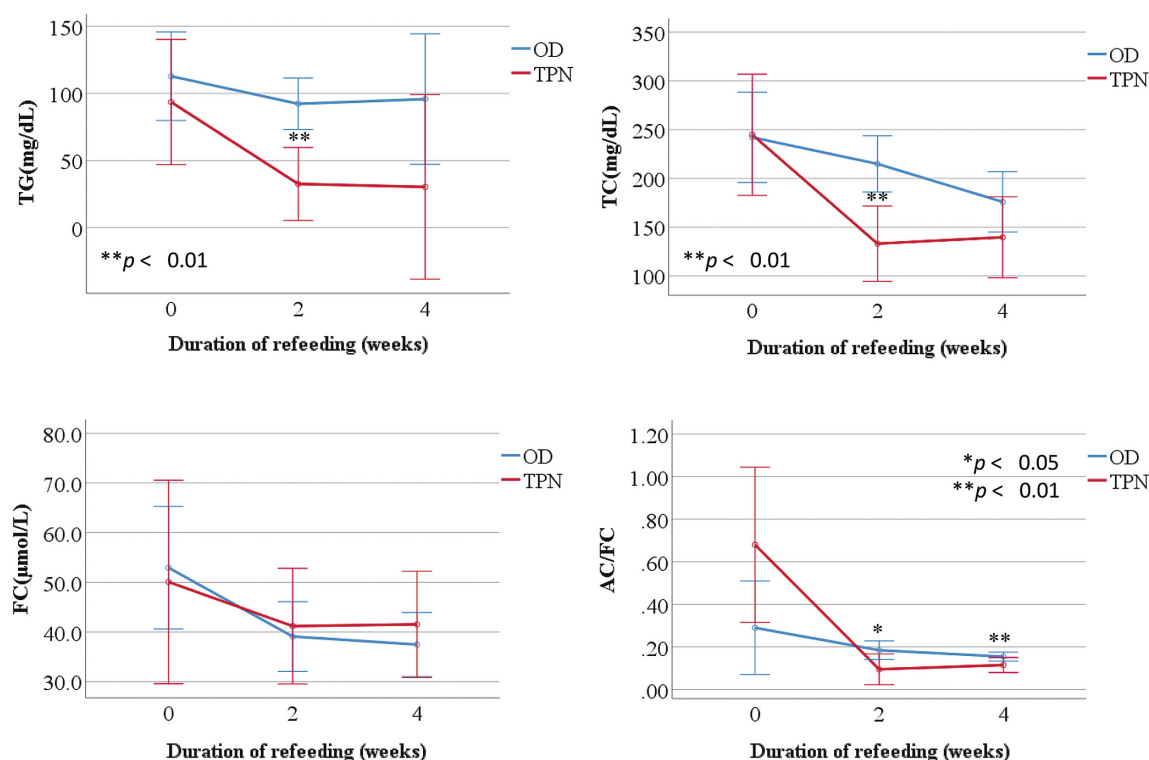 150
100
50
0
TG(mg/dL)
OD
TPN
**
**p < 0.01
0 2 4
Duration of refeeding (weeks)
350
300
250
200
150
100
TC(mg/dL)
OD
TPN
**
**p < 0.01
0 2 4
Duration of refeeding (weeks)
80.0
70.0
60.0
50.0
40.0
30.0
FC(μmol/L)
OD
TPN
0 2 4
Duration of refeeding (weeks)
1.20
1.00
.80
.60
.40
.20
.00
AC/FC
*p < 0.05
**p < 0.01
OD
TPN
*
**
0 2 4
Duration of refeeding (weeks)